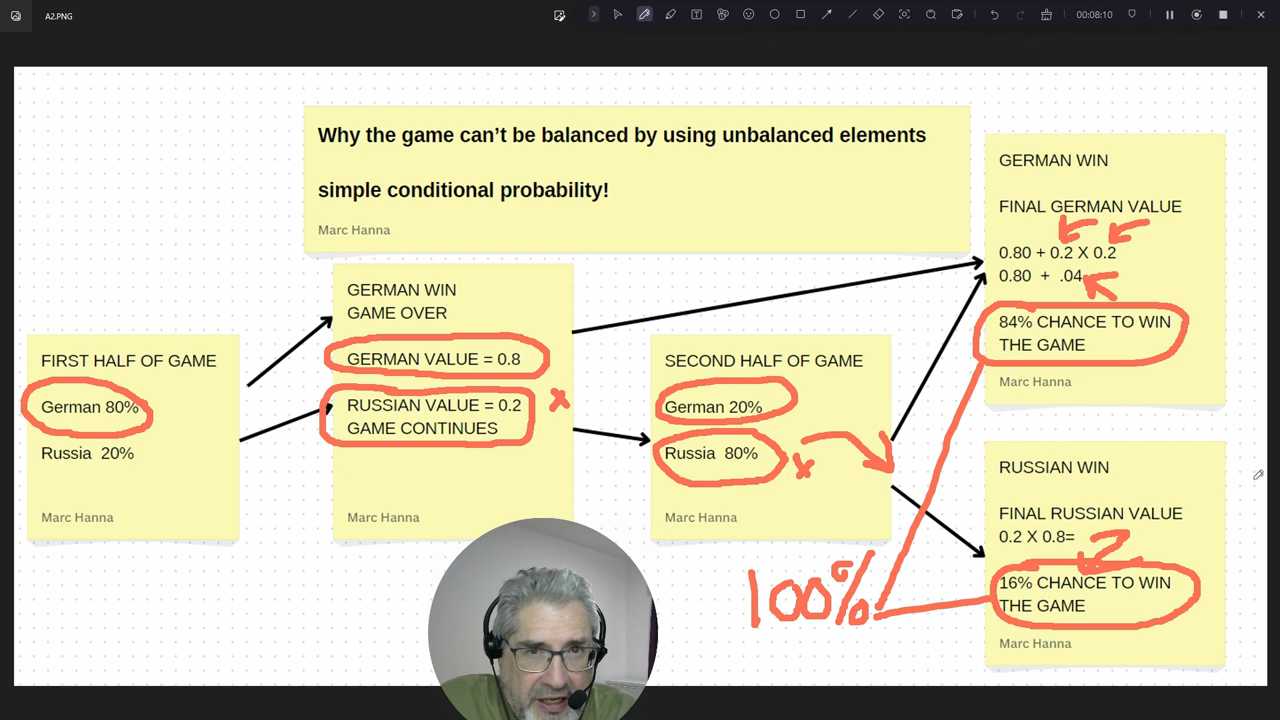 A2.PNG
00:08:10
Why the game can’t be balanced by using unbalanced elements
simple conditional probability!
Marc Hanna
FIRST HALF OF GAME
German 80%
Russia 20%
Marc Hanna
GERMAN WIN
GAME OVER
GERMAN VALUE = 0.8
RUSSIAN VALUE = 0.2
GAME CONTINUES
x
Marc Hanna
SECOND HALF OF GAME
German 20%
Russia 80%
x
Marc Hanna
100%
GERMAN WIN
FINAL GERMAN VALUE
0.80 + 0.2 X 0.2
0.80 + .04
84% CHANCE TO WIN
THE GAME
Marc Hanna
RUSSIAN WIN
FINAL RUSSIAN VALUE
0.2 X 0.8=
16% CHANCE TO WIN
THE GAME
Marc Hanna